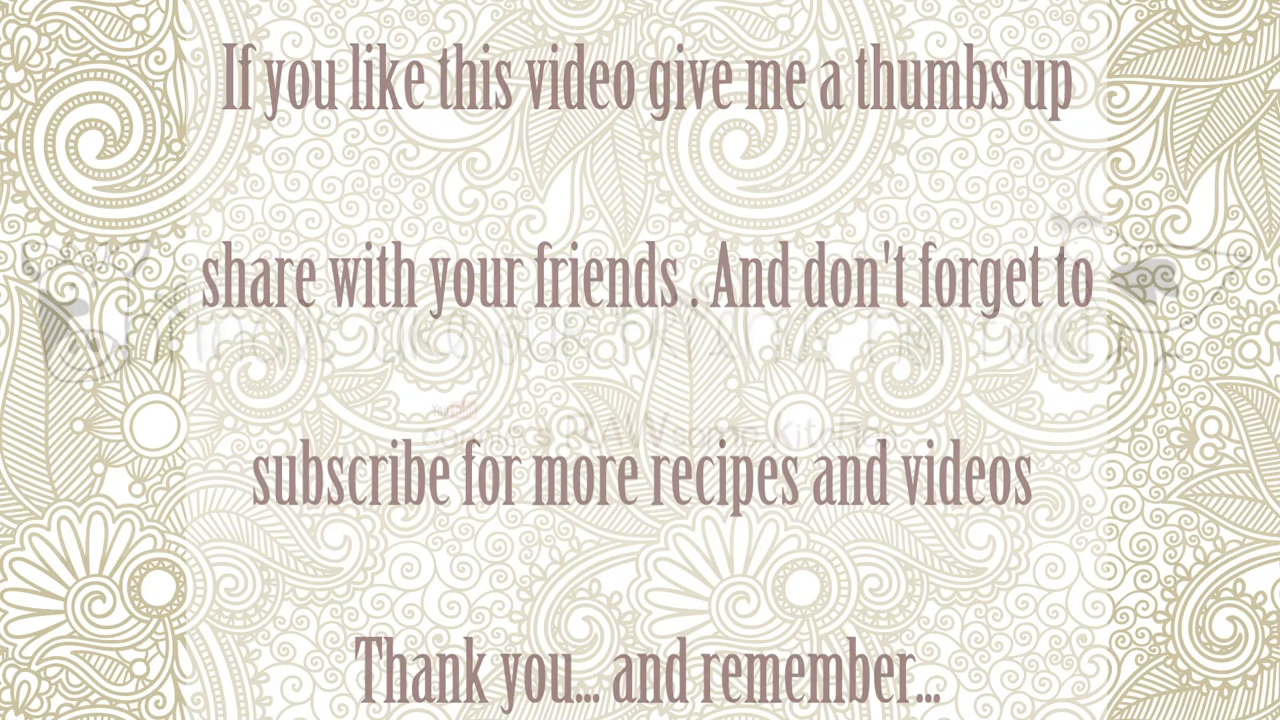 If you like this video give me a thumbs up
share with your friends . And don't forget to
subscribe for more recipes and videos
Thank you... and remember...